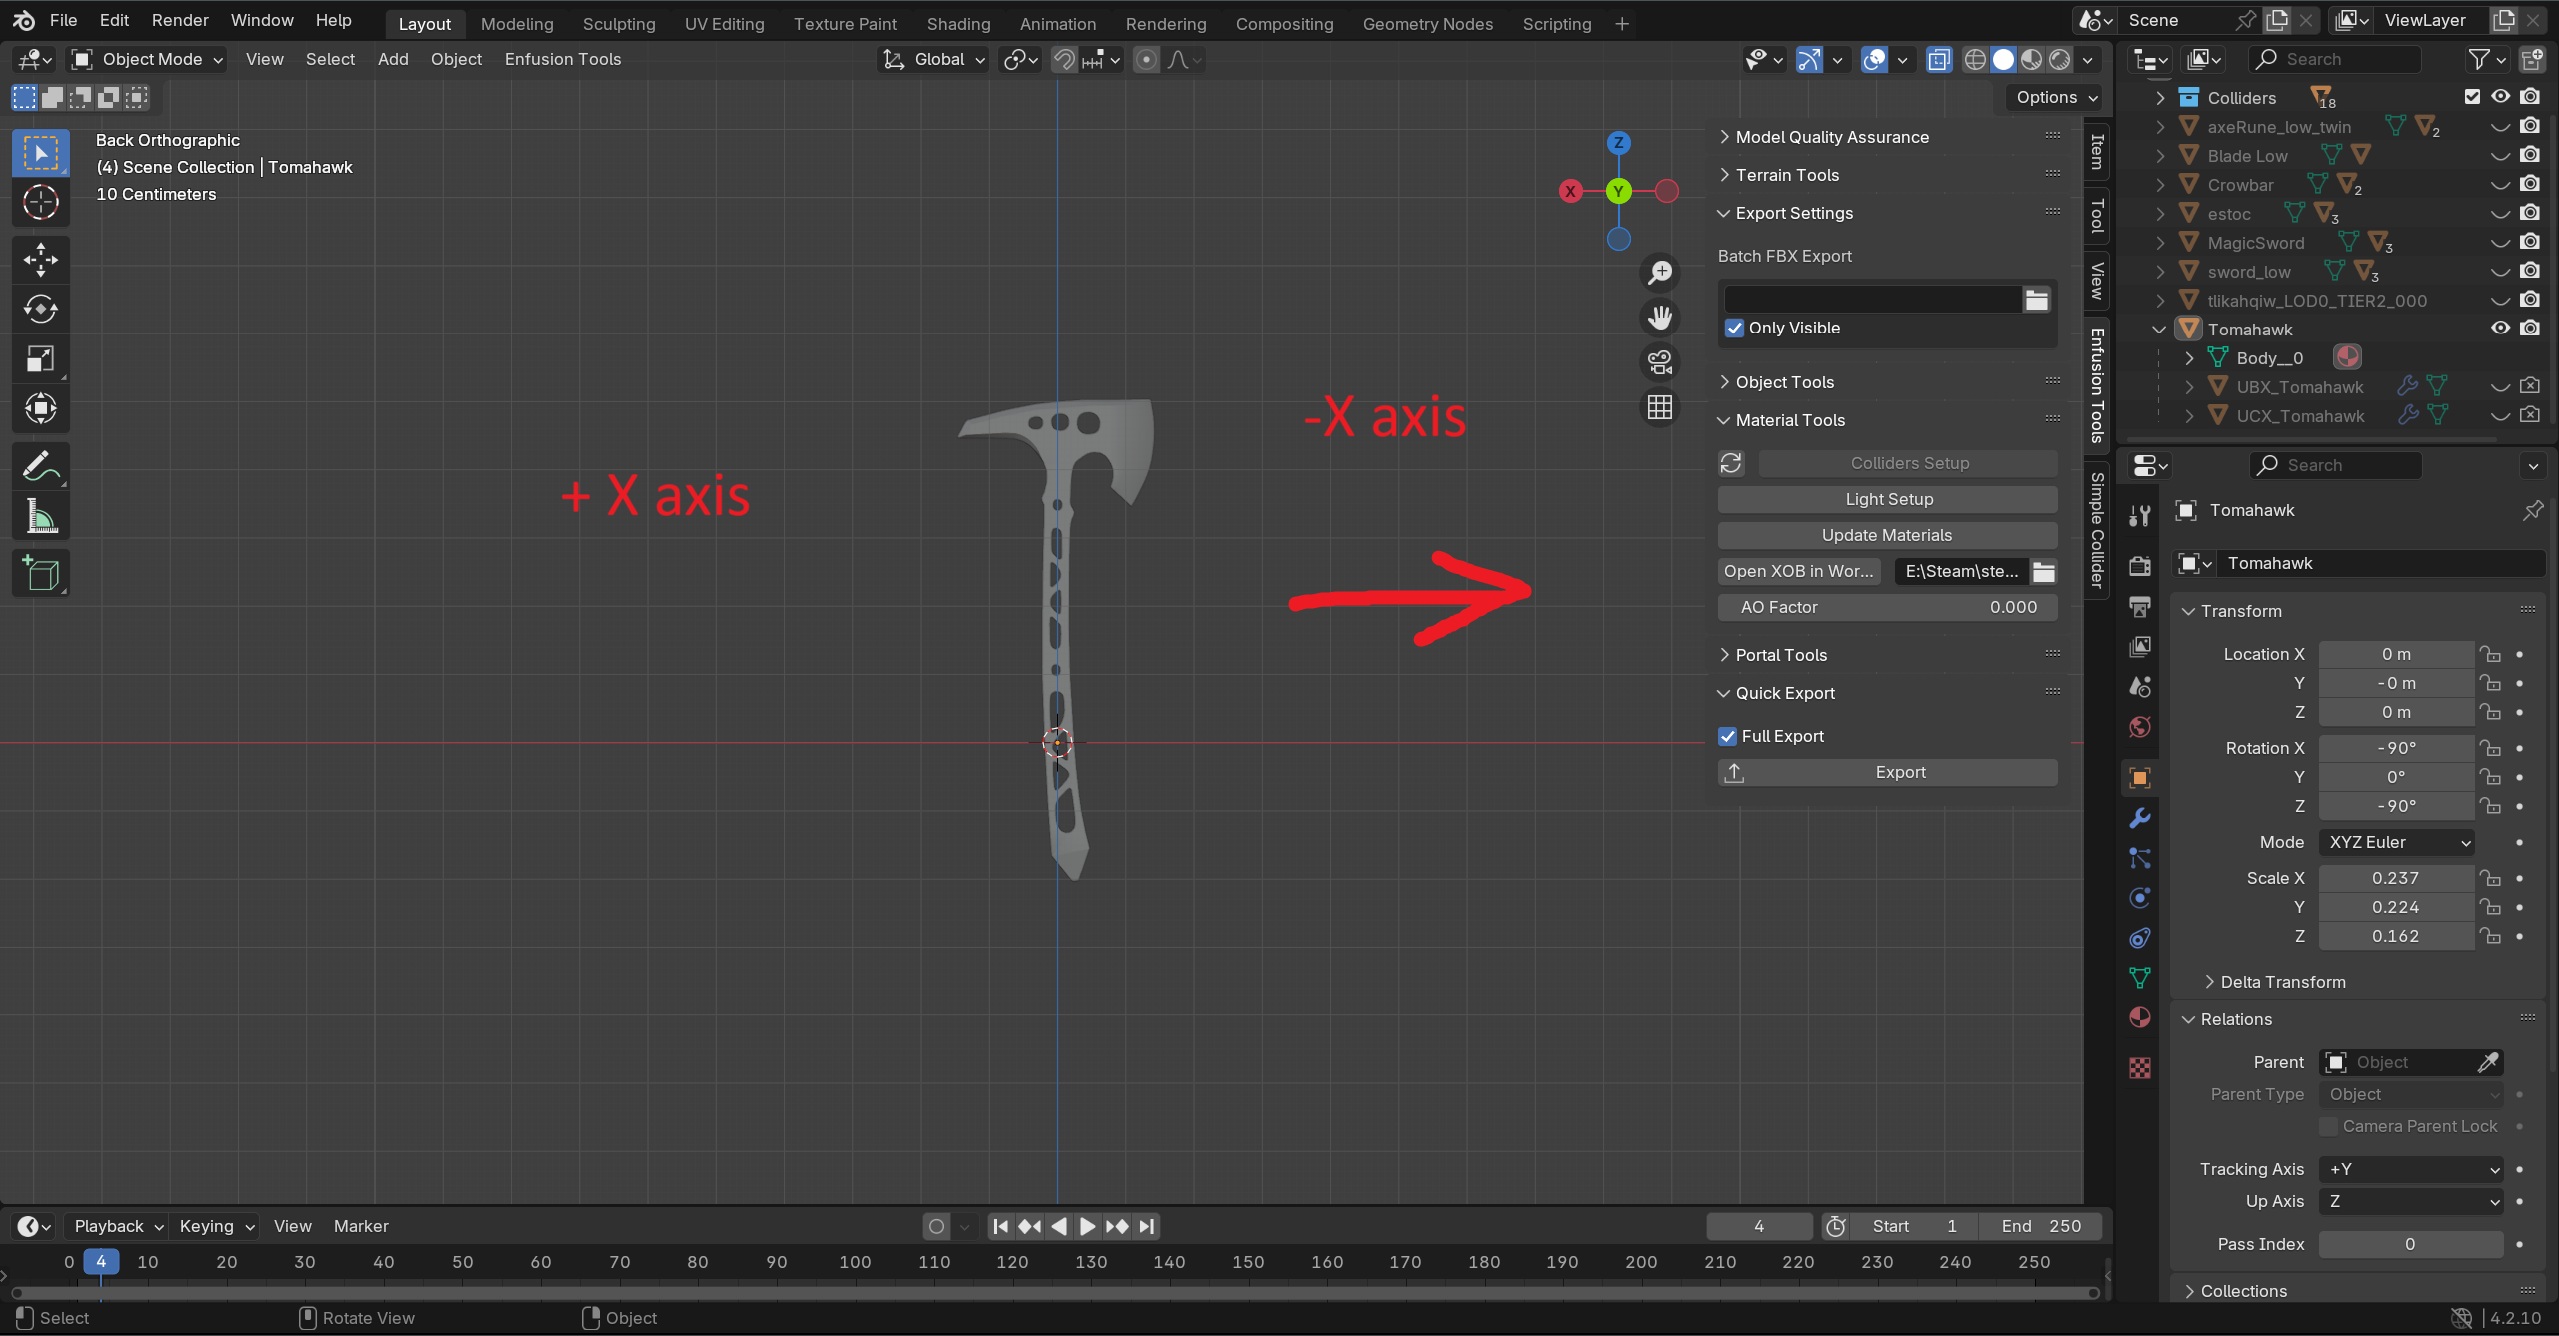 File Edit Render Window Help Layout Modeling Sculpting UV Editing Texture Paint Shading Animation Rendering Compositing Geometry Nodes Scripting + Scene ViewLayer
Object Mode View Select Add Object Enfusion Tools Global Search
Options
Back Orthographic
(4) Scene Collection | Tomahawk
10 Centimeters
Z
X Y
+ X axis
-X axis
Model Quality Assurance
Terrain Tools
Export Settings
Batch FBX Export
Only Visible
Object Tools
Material Tools
Colliders Setup
Light Setup
Update Materials
Open XOB in Wor... E:\Steam\ste...
AO Factor 0.000
Portal Tools
Quick Export
Full Export
Export
Item
Tool
View
Enfusion Tools
Simple Collider
Colliders 18
axeRune_low_twin 2
Blade Low
Crowbar 2
estoc 3
MagicSword 3
sword_low 3
tlikahqiw_LOD0_TIER2_000
Tomahawk
Body__0
UBX_Tomahawk
UCX_Tomahawk
Search
Tomahawk
Tomahawk
Transform
Location X 0 m
Y -0 m
Z 0 m
Rotation X -90°
Y 0°
Z -90°
Mode XYZ Euler
Scale X 0.237
Y 0.224
Z 0.162
Delta Transform
Relations
Parent Object
Parent Type Object
Camera Parent Lock
Tracking Axis +Y
Up Axis Z
Pass Index 0
Collections
Playback Keying View Marker 4 Start 1 End 250
0 4 10 20 30 40 50 60 70 80 90 100 110 120 130 140 150 160 170 180 190 200 210 220 230 240 250
Select Rotate View Object 4.2.10